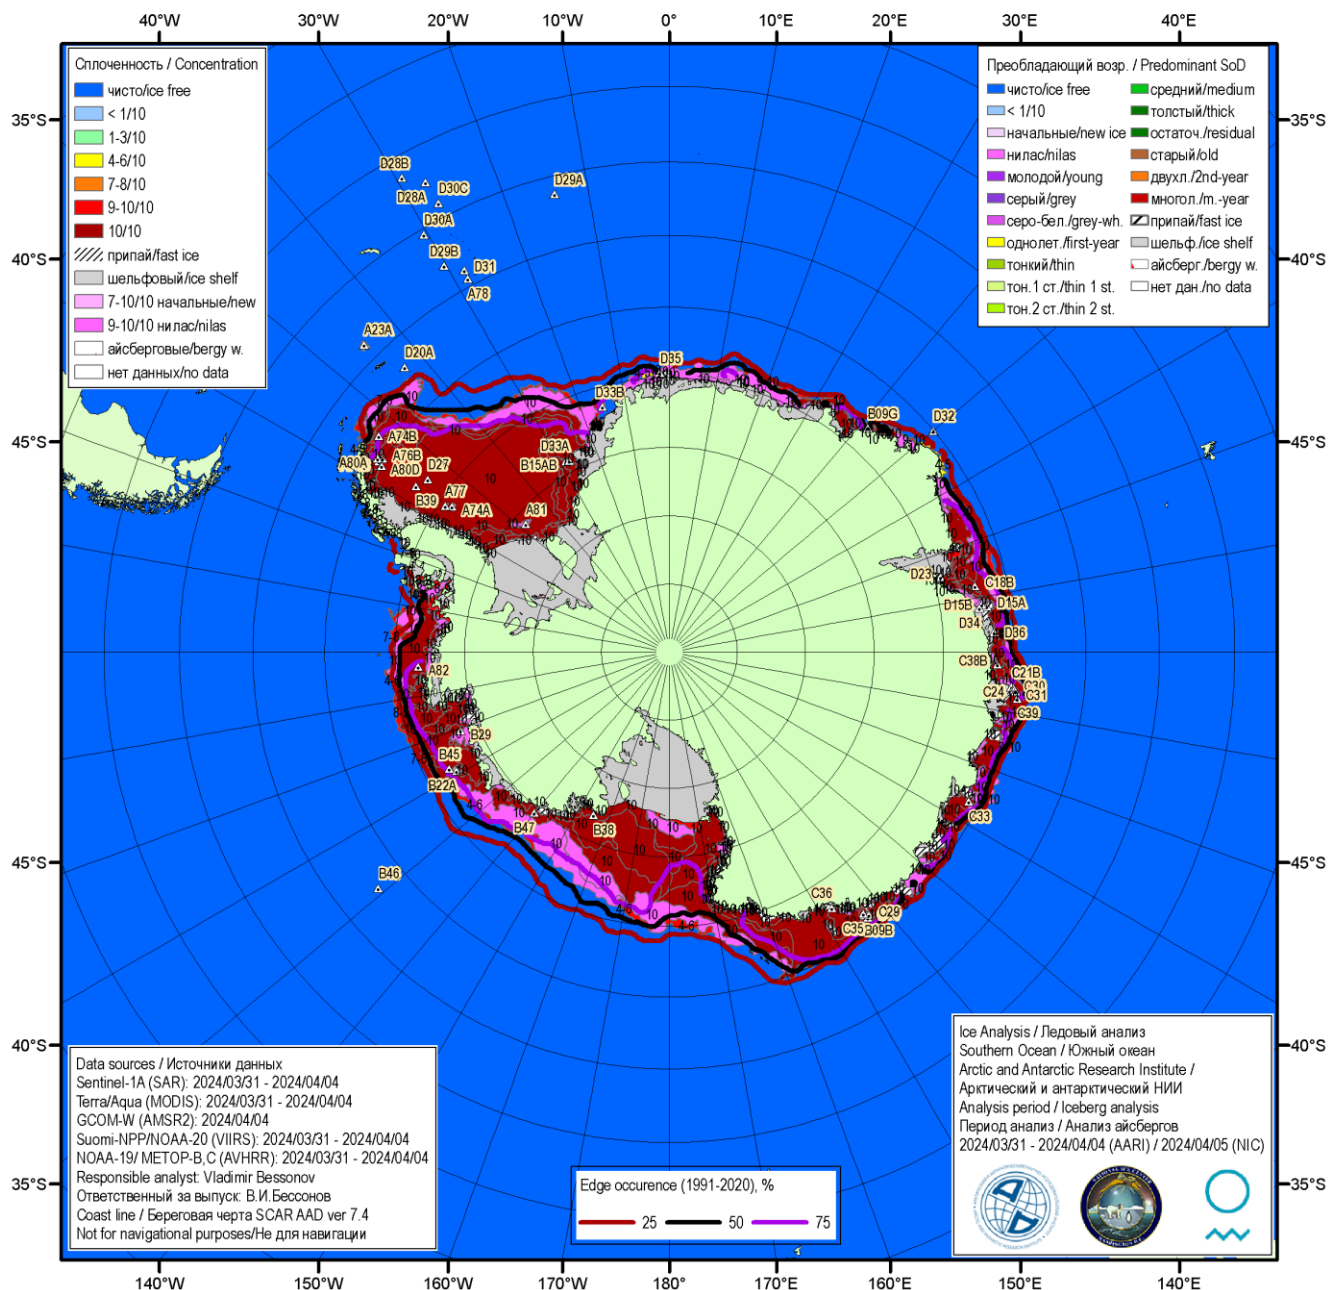 40°W
30°W
20°W
10°W
0°
10°E
20°E
30°E
40°E
Сплоченность / Concentration
чисто/ice free
< 1/10
1-3/10
4-6/10
7-8/10
9-10/10
10/10
припай/fast ice
шельфовый/ice shelf
7-10/10 начальные/new
9-10/10 нилас/nilas
айсберговые/bergy w.
нет данных/no data
Преобладающий возр. / Predominant SoD
чисто/ice free
< 1/10
начальные/new ice
нилас/nilas
молодой/young
серый/grey
серо-бел./grey-wh.
однолет./first-year
тонкий/thin
тон.1 ст./thin 1 st.
тон.2 ст./thin 2 st.
средний/medium
толстый/thick
остаточ./residual
старый/old
двухл./2nd-year
многол./m.-year
припай/fast ice
шельф./ice shelf
айсберг./bergy w.
нет дан./no data
35°S
40°S
45°S
45°S
40°S
35°S
35°S
40°S
45°S
45°S
40°S
35°S
D28B
D30C
D28A
D29A
D30A
D29B
D31
A78
A23A
D20A
D35
D33B
B09G
D32
A74B
A76B
A80A
A80D
D27
D33A
B15AB
B39
A77
A74A
A81
D23
C18B
D15B
D15A
D34
D36
C38B
C21B
C30
C24
C31
C39
A82
B29
B45
B22A
B47
B38
C33
B46
C36
C29
C35
B09B
Data sources / Источники данных
Sentinel-1A (SAR): 2024/03/31 - 2024/04/04
Terra/Aqua (MODIS): 2024/03/31 - 2024/04/04
GCOM-W (AMSR2): 2024/04/04
Suomi-NPP/NOAA-20 (VIIRS): 2024/03/31 - 2024/04/04
NOAA-19/ METOP-B,C (AVHRR): 2024/03/31 - 2024/04/04
Responsible analyst: Vladimir Bessonov
Ответственный за выпуск: В.И.Бессонов
Coast line / Береговая черта SCAR AAD ver 7.4
Not for navigational purposes/Не для навигации
Edge occurence (1991-2020), %
25
50
75
Ice Analysis / Ледовый анализ
Southern Ocean / Южный океан
Arctic and Antarctic Research Institute /
Арктический и антарктический НИИ
Analysis period / Iceberg analysis
Период анализ / Анализ айсбергов
2024/03/31 - 2024/04/04 (AARI) / 2024/04/05 (NIC)
140°W
150°W
160°W
170°W
180°
170°E
160°E
150°E
140°E